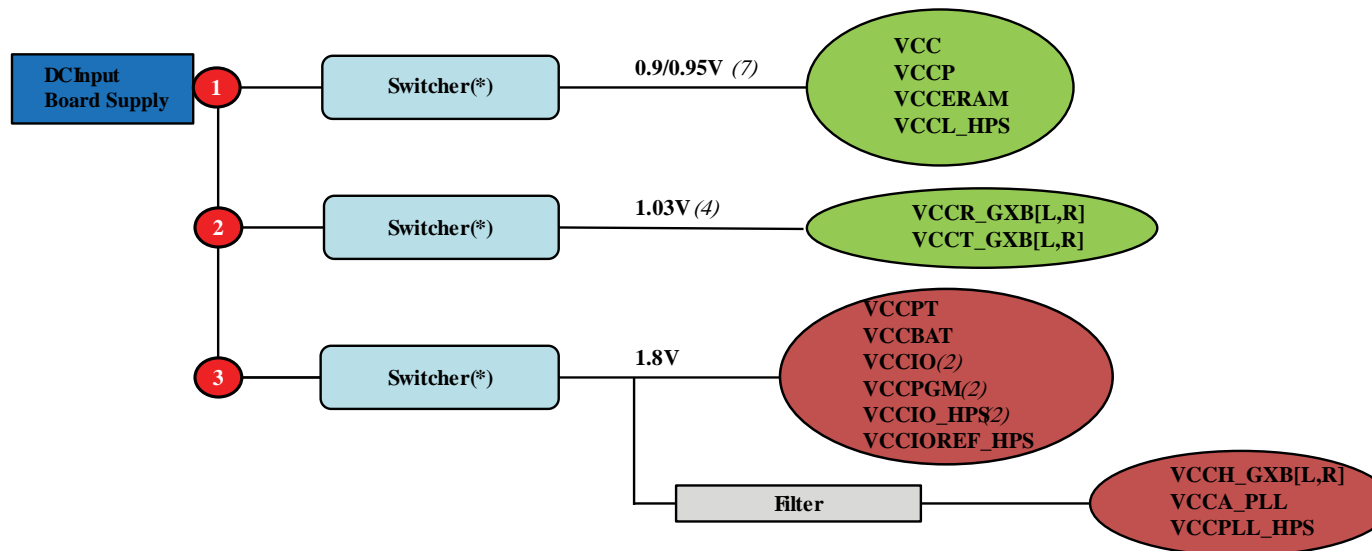 DCInput
Board Supply
1
Switcher(*)
0.9/0.95V (7)
VCC
VCCP
VCCERAM
VCCL_HPS
2
Switcher(*)
1.03V (4)
VCCR_GXB[L,R]
VCCT_GXB[L,R]
3
Switcher(*)
1.8V
VCCPT
VCCBAT
VCCIO(2)
VCCPGM(2)
VCCIO_HPS(2)
VCCIOREF_HPS
Filter
VCCH_GXB[L,R]
VCCA_PLL
VCCPLL_HPS